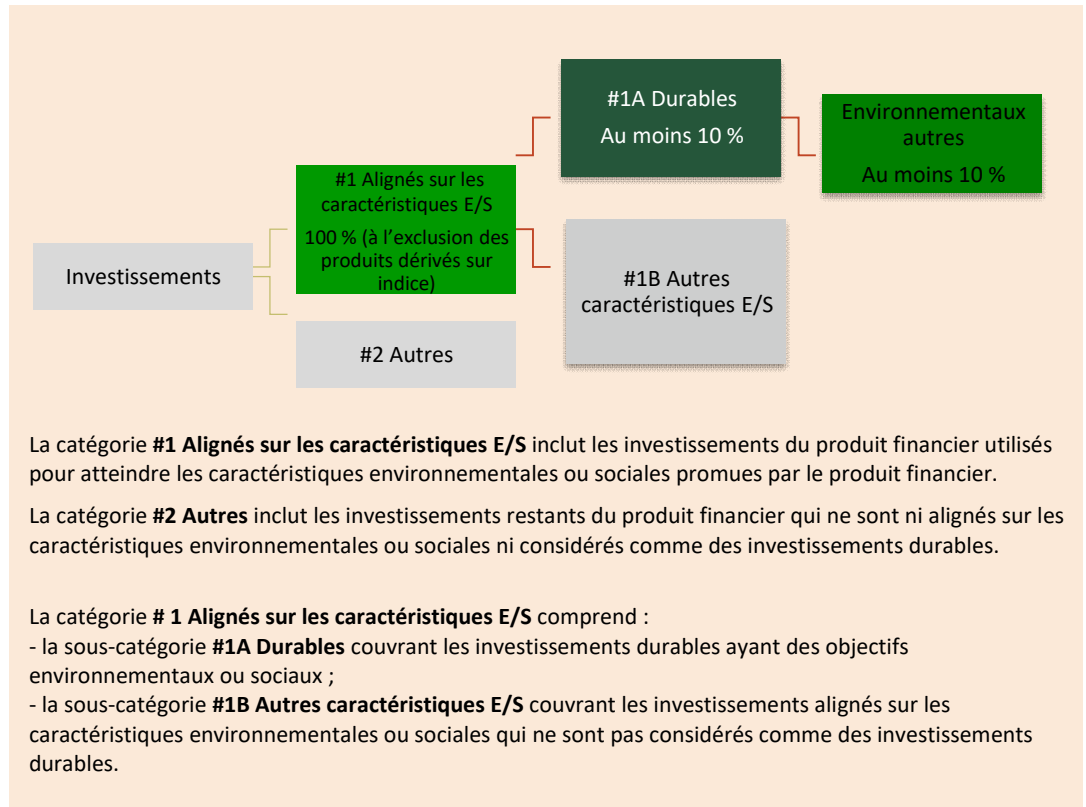 #1A Durables
Au moins 10 %
Environnementaux
autres
Au moins 10 %
#1 Alignés sur les
caractéristiques E/S
100 % (à l’exclusion des
produits dérivés sur
indice)
Investissements
#1B Autres
caractéristiques E/S
#2 Autres
La catégorie #1 Alignés sur les caractéristiques E/S inclut les investissements du produit financier utilisés
pour atteindre les caractéristiques environnementales ou sociales promues par le produit financier.
La catégorie #2 Autres inclut les investissements restants du produit financier qui ne sont ni alignés sur les
caractéristiques environnementales ou sociales ni considérés comme des investissements durables.
La catégorie # 1 Alignés sur les caractéristiques E/S comprend :
- la sous-catégorie #1A Durables couvrant les investissements durables ayant des objectifs
environnementaux ou sociaux ;
- la sous-catégorie #1B Autres caractéristiques E/S couvrant les investissements alignés sur les
caractéristiques environnementales ou sociales qui ne sont pas considérés comme des investissements
durables.